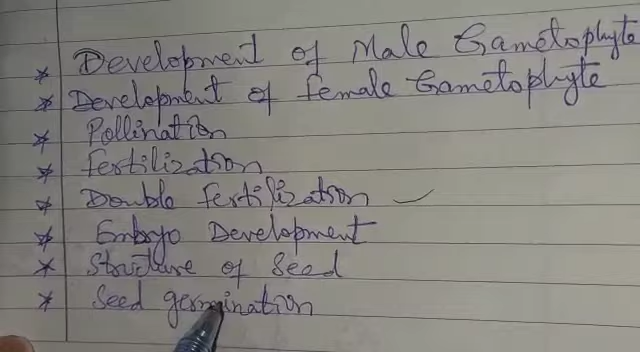 * Development of Male Gametophyte
* Development of Female Gametophyte
* Pollination
* Fertilization
* Double Fertilization ✓
* Embryo Development
* Structure of Seed
* Seed germination